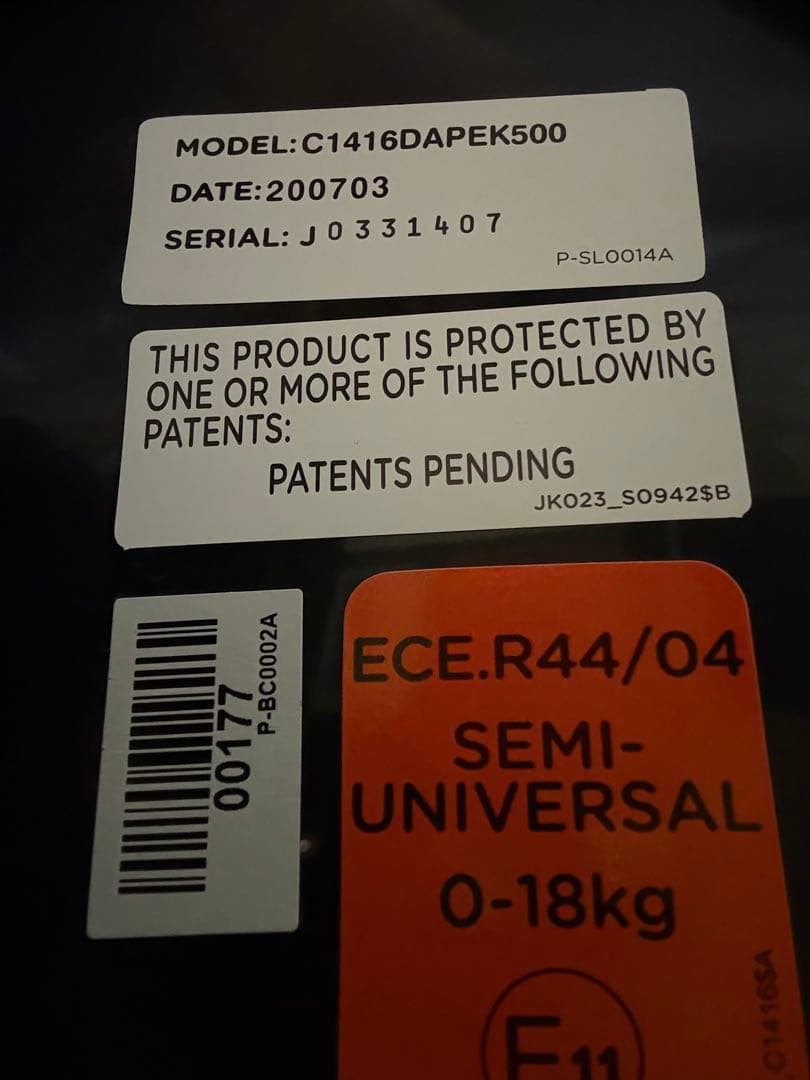 MODEL:C1416DAPEK500
DATE:200703
SERIAL: J0331407
P-SL0014A
THIS PRODUCT IS PROTECTED BY
ONE OR MORE OF THE FOLLOWING
PATENTS:
PATENTS PENDING
JK023_S0942$B
00177
P-BC0002A
ECE.R44/04
SEMI-
UNIVERSAL
0-18kg
E11
C1416$A